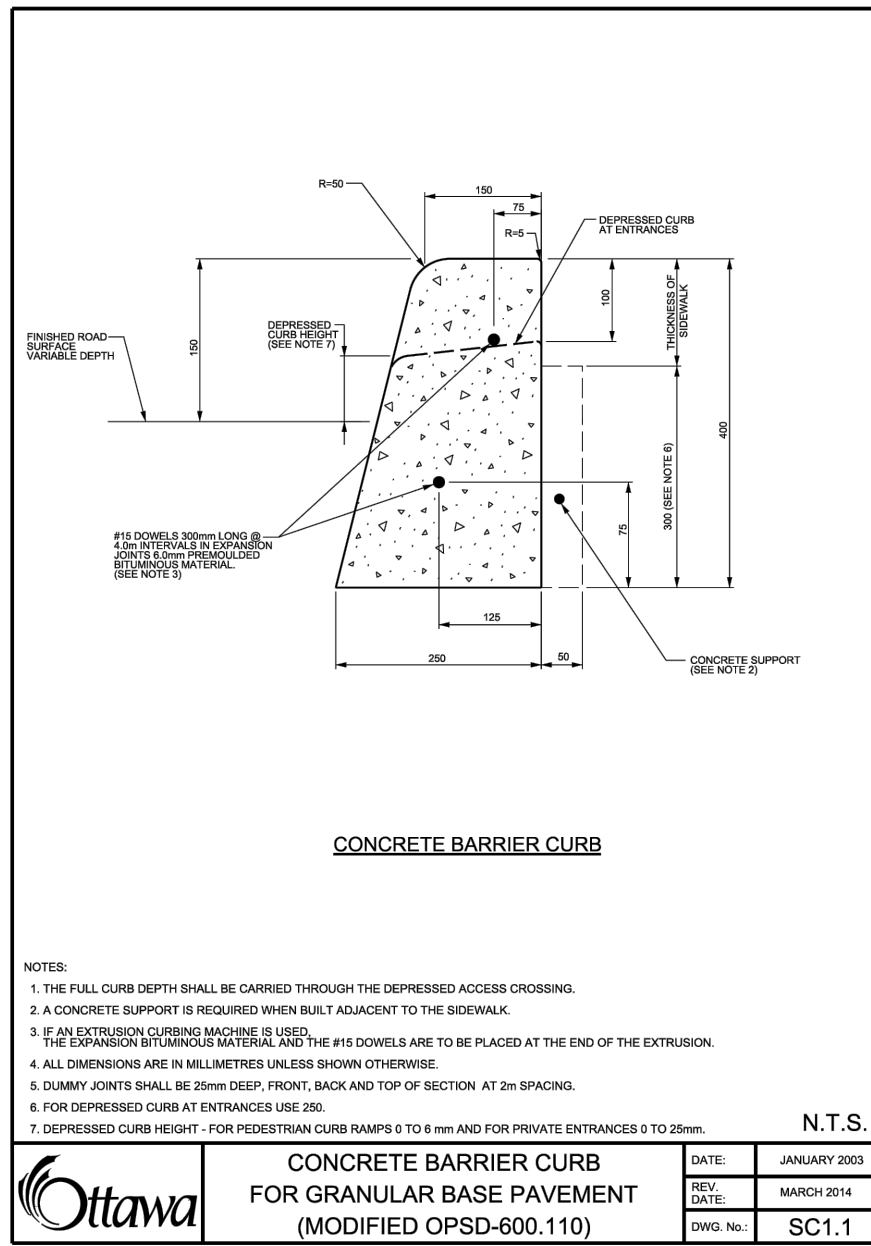 R=50
150
75
R=5
DEPRESSED CURB
AT ENTRANCES
FINISHED ROAD
SURFACE
VARIABLE DEPTH
150
DEPRESSED
CURB HEIGHT
(SEE NOTE 7)
100
THICKNESS OF
SIDEWALK
400
300 (SEE NOTE 6)
75
#15 DOWELS 300mm LONG @
4.0m INTERVALS IN EXPANSION
JOINTS 6.0mm PREMOULDED
BITUMINOUS MATERIAL.
(SEE NOTE 3)
125
250
50
CONCRETE SUPPORT
(SEE NOTE 2)
CONCRETE BARRIER CURB
NOTES:
1. THE FULL CURB DEPTH SHALL BE CARRIED THROUGH THE DEPRESSED ACCESS CROSSING.
2. A CONCRETE SUPPORT IS REQUIRED WHEN BUILT ADJACENT TO THE SIDEWALK.
3. IF AN EXTRUSION CURBING MACHINE IS USED,
THE EXPANSION BITUMINOUS MATERIAL AND THE #15 DOWELS ARE TO BE PLACED AT THE END OF THE EXTRUSION.
4. ALL DIMENSIONS ARE IN MILLIMETRES UNLESS SHOWN OTHERWISE.
5. DUMMY JOINTS SHALL BE 25mm DEEP, FRONT, BACK AND TOP OF SECTION AT 2m SPACING.
6. FOR DEPRESSED CURB AT ENTRANCES USE 250.
7. DEPRESSED CURB HEIGHT - FOR PEDESTRIAN CURB RAMPS 0 TO 6 mm AND FOR PRIVATE ENTRANCES 0 TO 25mm.
N.T.S.
Ottawa
CONCRETE BARRIER CURB
FOR GRANULAR BASE PAVEMENT
(MODIFIED OPSD-600.110)
DATE: JANUARY 2003
REV.
DATE: MARCH 2014
DWG. No.: SC1.1